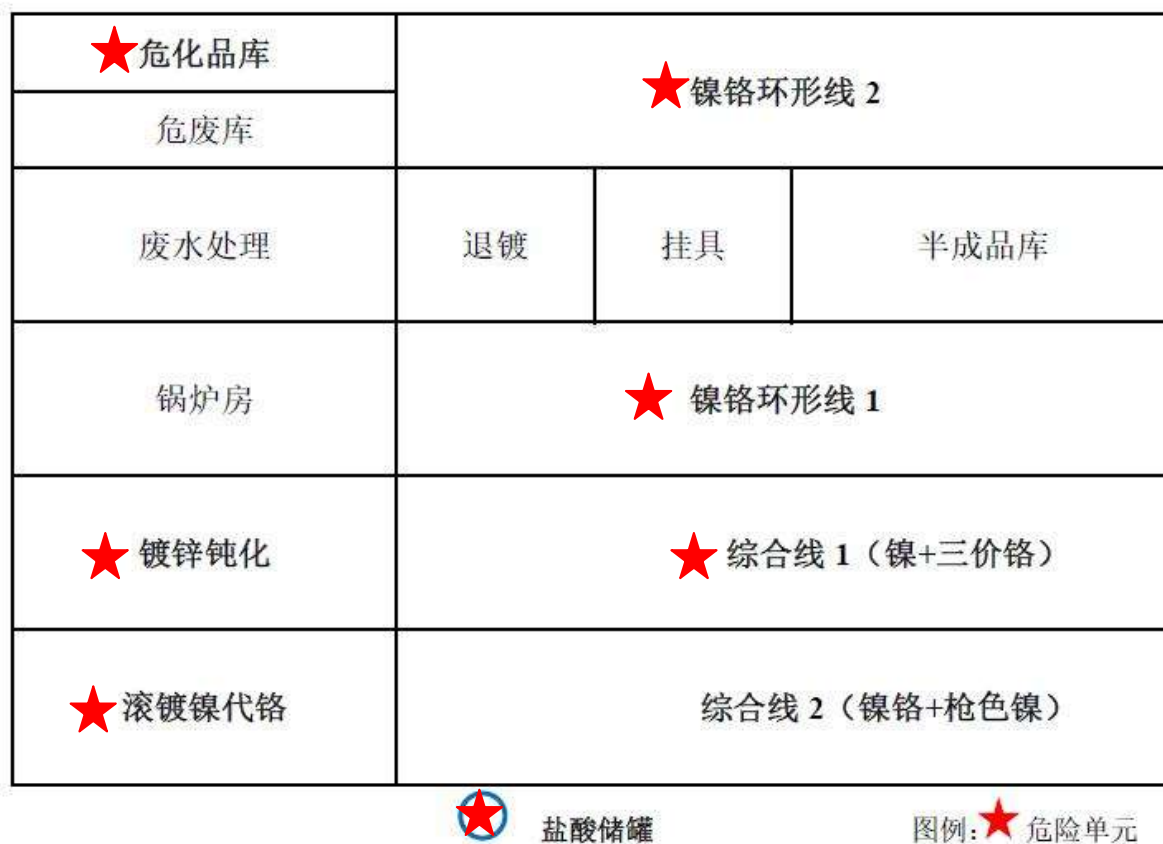 危化品库
镍铬环形线 2
危废库
废水处理
退镀
挂具
半成品库
锅炉房
镍铬环形线 1
镀锌钝化
综合线 1（镍+三价铬）
滚镀镍代铬
综合线 2（镍铬+枪色镍）
盐酸储罐
图例: 危险单元